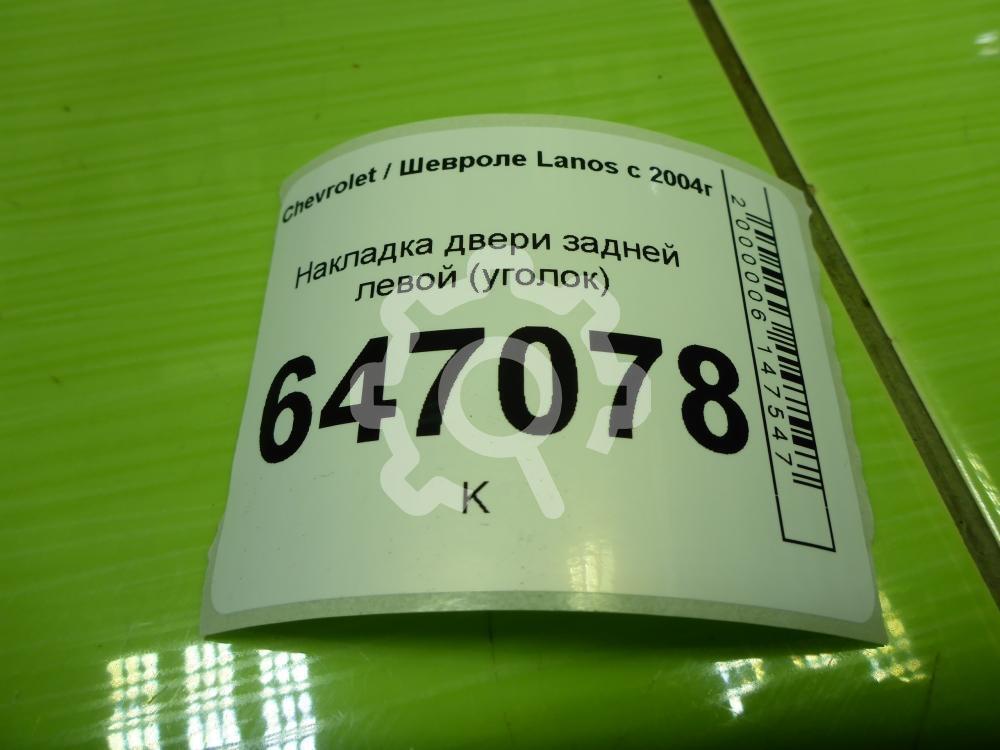 Chevrolet / Шевроле Lanos с 2004г
Накладка двери задней
левой (уголок)
647078
К
2000006147547